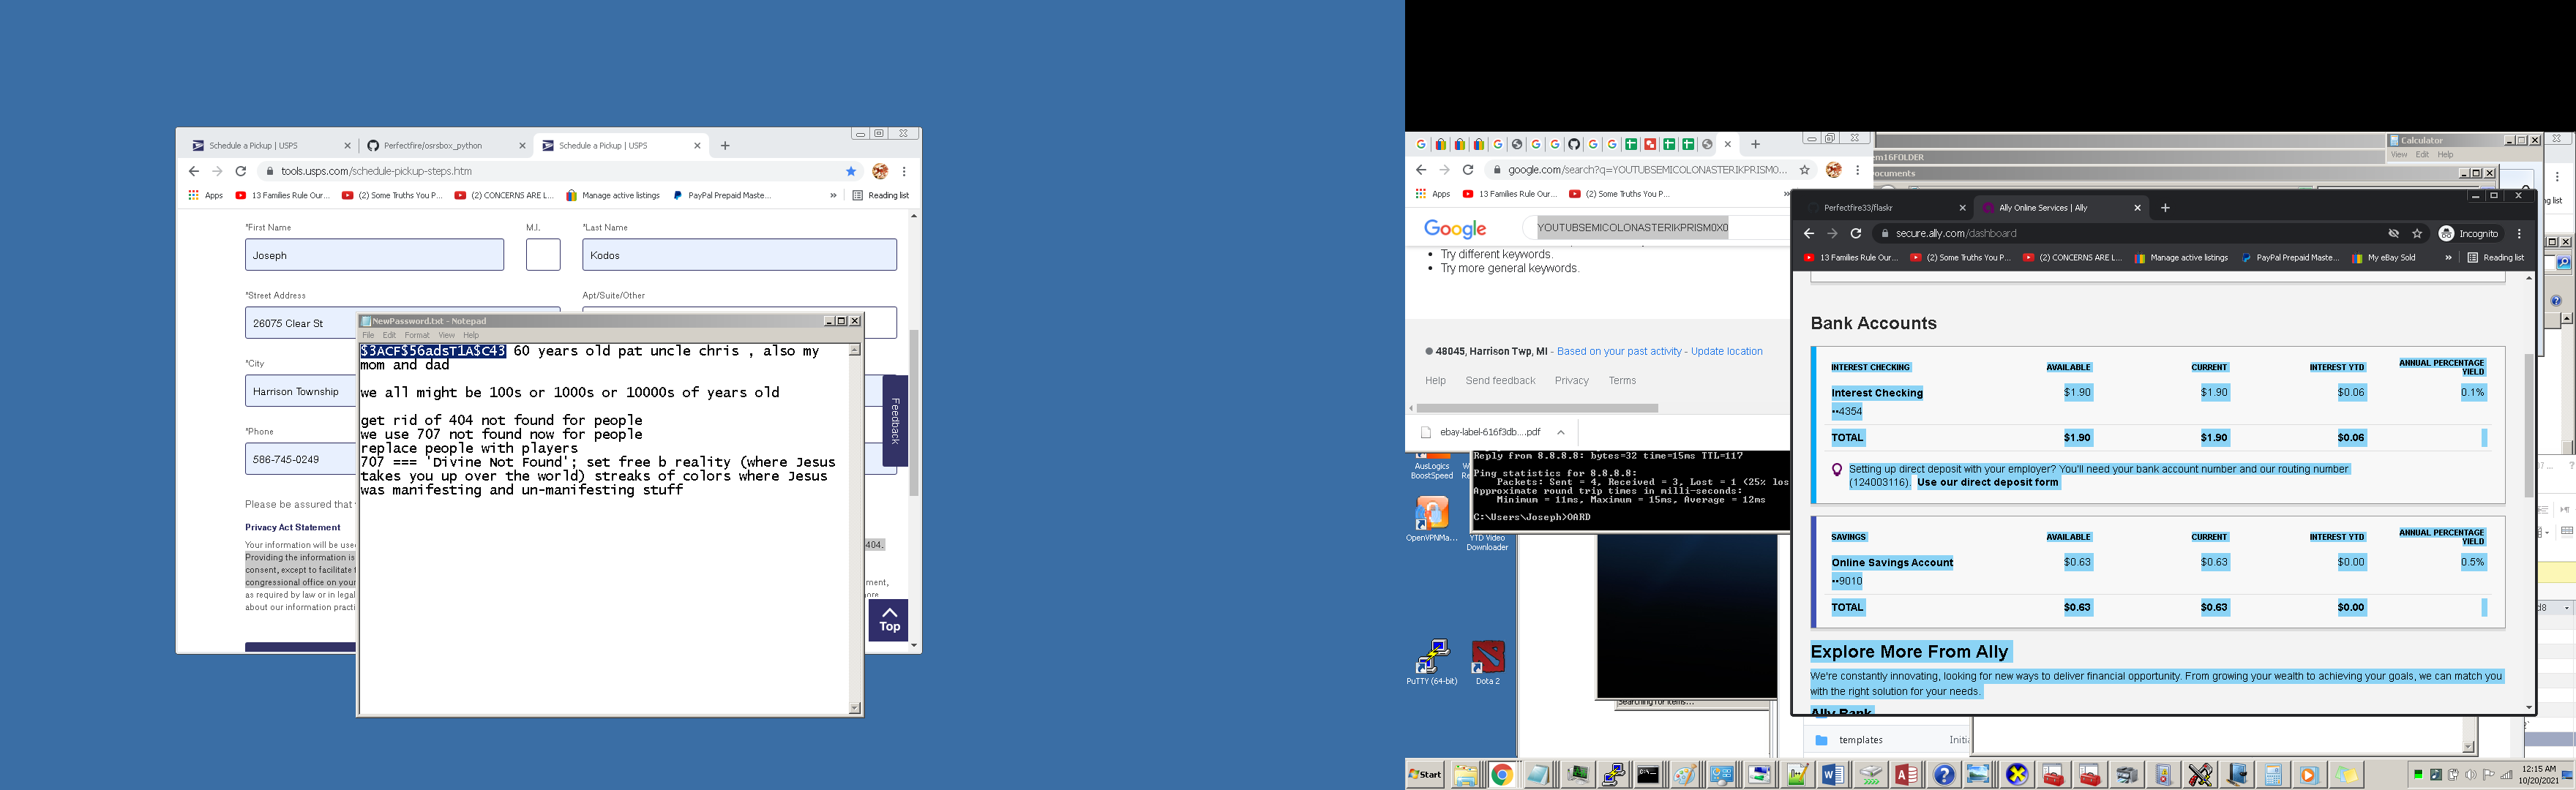 Schedule a Pickup | USPS
Perfectfire/osrsbox_python
Schedule a Pickup | USPS
tools.usps.com/schedule-pickup-steps.htm
Apps
13 Families Rule Our...
(2) Some Truths You P...
(2) CONCERNS ARE L...
Manage active listings
PayPal Prepaid Maste...
Reading list
*First Name
M.I.
*Last Name
Joseph
Kodos
*Street Address
Apt/Suite/Other
26075 Clear St
*City
Harrison Township
*Phone
586-745-0249
Feedback
Please be assured that
Privacy Act Statement
Your information will be use
404.
Providing the information is
consent, except to facilitate
congressional office on your
as required by law or in legal
about our information practi
Top
NewPassword.txt - Notepad
File Edit Format View Help
$3ACF$56adsT1A$C43 60 years old pat uncle chris , also my
mom and dad
we all might be 100s or 1000s or 10000s of years old
get rid of 404 not found for people
we use 707 not found now for people
replace people with players
707 === 'Divine Not Found'; set free b reality (where Jesus
takes you up over the world) streaks of colors where Jesus
was manifesting and un-manifesting stuff
google.com/search?q=YOUTUBSEMICOLONASTERIKPRISM0X0...
Apps
13 Families Rule Our...
(2) Some Truths You P...
Google
YOUTUBSEMICOLONASTERIKPRISM0X0
Try different keywords.
Try more general keywords.
48045, Harrison Twp, MI - Based on your past activity - Update location
Help Send feedback Privacy Terms
ebay-label-616f3db....pdf
AusLogics
BoostSpeed
OpenVPNMa...
YTD Video
Downloader
PuTTY (64-bit)
Dota 2
Reply from 8.8.8.8: bytes=32 time=15ms TTL=117
Ping statistics for 8.8.8.8:
Packets: Sent = 4, Received = 3, Lost = 1 (25% los
Approximate round trip times in milli-seconds:
Minimum = 11ms, Maximum = 15ms, Average = 12ms
C:\Users\Joseph>OARD
Searching for items...
em16FOLDER
ocuments
Calculator
View Edit Help
Perfectfire33/flaskr
Ally Online Services | Ally
secure.ally.com/dashboard
Incognito
13 Families Rule Our...
(2) Some Truths You P...
(2) CONCERNS ARE L...
Manage active listings
PayPal Prepaid Maste...
My eBay Sold
Reading list
Bank Accounts
INTEREST CHECKING AVAILABLE CURRENT INTEREST YTD ANNUAL PERCENTAGE YIELD
Interest Checking $1.90 $1.90 $0.06 0.1%
••4354
TOTAL $1.90 $1.90 $0.06
Setting up direct deposit with your employer? You'll need your bank account number and our routing number
(124003116). Use our direct deposit form
SAVINGS AVAILABLE CURRENT INTEREST YTD ANNUAL PERCENTAGE YIELD
Online Savings Account $0.63 $0.63 $0.00 0.5%
••9010
TOTAL $0.63 $0.63 $0.00
Explore More From Ally
We're constantly innovating, looking for new ways to deliver financial opportunity. From growing your wealth to achieving your goals, we can match you
with the right solution for your needs.
Ally Bank
templates
Initia
Start
12:15 AM
10/20/2021